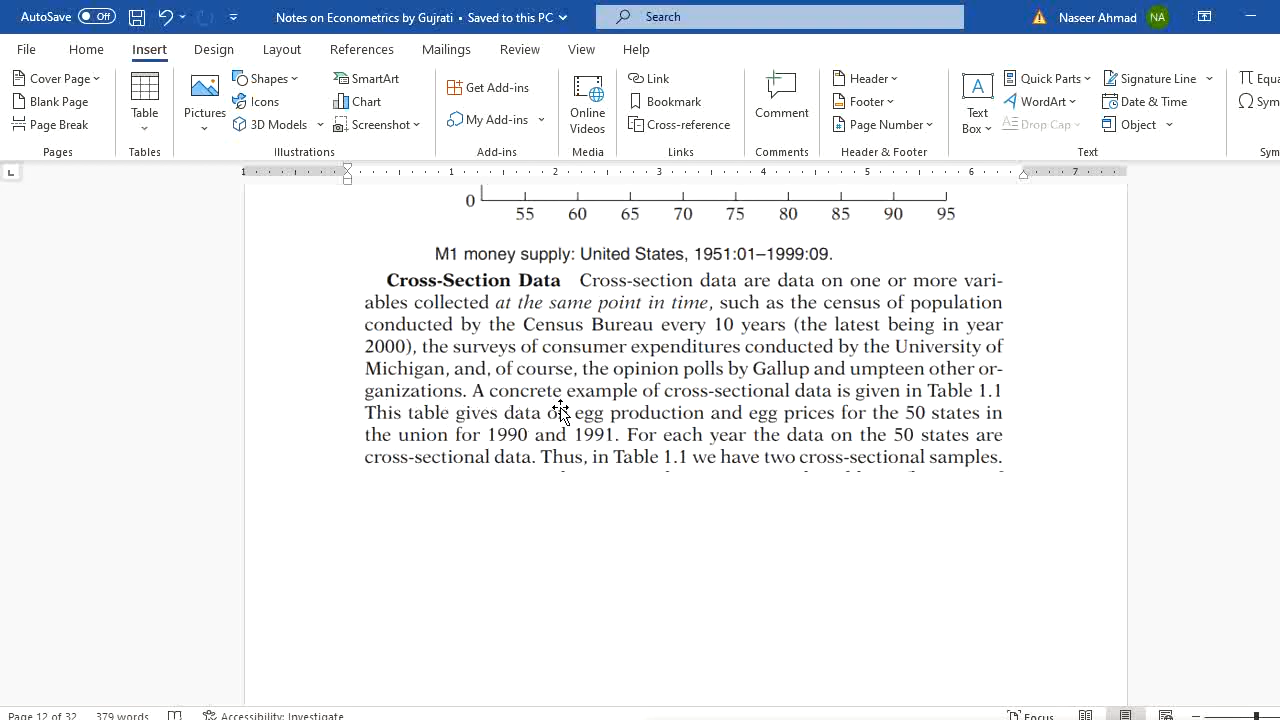 AutoSave Off Notes on Econometrics by Gujrati • Saved to this PC Search Naseer Ahmad NA
File Home Insert Design Layout References Mailings Review View Help
Cover Page
Blank Page
Page Break
Pages
Table
Tables
Pictures
Shapes
Icons
3D Models
SmartArt
Chart
Screenshot
Illustrations
Get Add-ins
My Add-ins
Add-ins
Online
Videos
Media
Link
Bookmark
Cross-reference
Links
Comment
Comments
Header
Footer
Page Number
Header & Footer
Text
Box
Quick Parts
WordArt
Drop Cap
Signature Line
Date & Time
Object
Text
1 1 2 3 4 5 6 7
0
55 60 65 70 75 80 85 90 95
M1 money supply: United States, 1951:01–1999:09.
Cross-Section Data Cross-section data are data on one or more vari-
ables collected at the same point in time, such as the census of population
conducted by the Census Bureau every 10 years (the latest being in year
2000), the surveys of consumer expenditures conducted by the University of
Michigan, and, of course, the opinion polls by Gallup and umpteen other or-
ganizations. A concrete example of cross-sectional data is given in Table 1.1
This table gives data on egg production and egg prices for the 50 states in
the union for 1990 and 1991. For each year the data on the 50 states are
cross-sectional data. Thus, in Table 1.1 we have two cross-sectional samples.
Page 12 of 32 379 words Accessibility: Investigate Focus